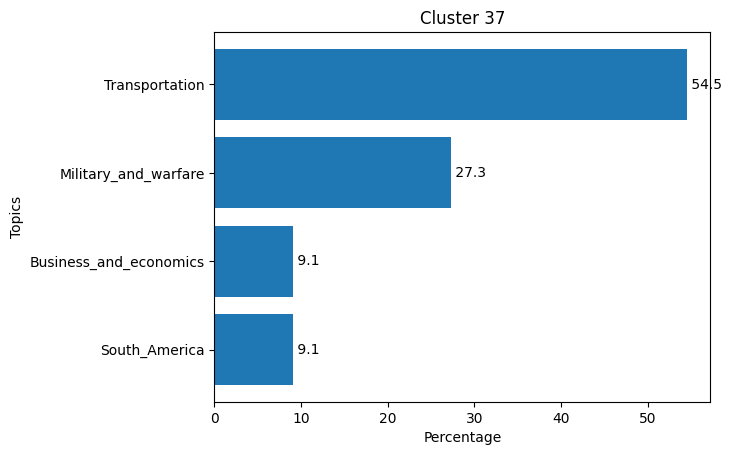 Cluster 37
Transportation
54.5
Military_and_warfare
27.3
Business_and_economics
9.1
South_America
9.1
Topics
0 10 20 30 40 50
Percentage